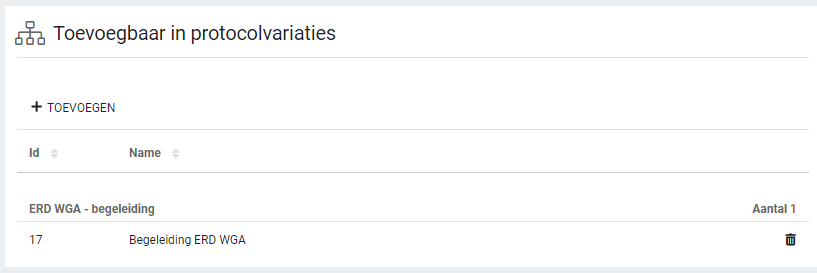 Toevoegbaar in protocolvariaties
+ TOEVOEGEN
Id Name
ERD WGA - begeleiding Aantal 1
17 Begeleiding ERD WGA